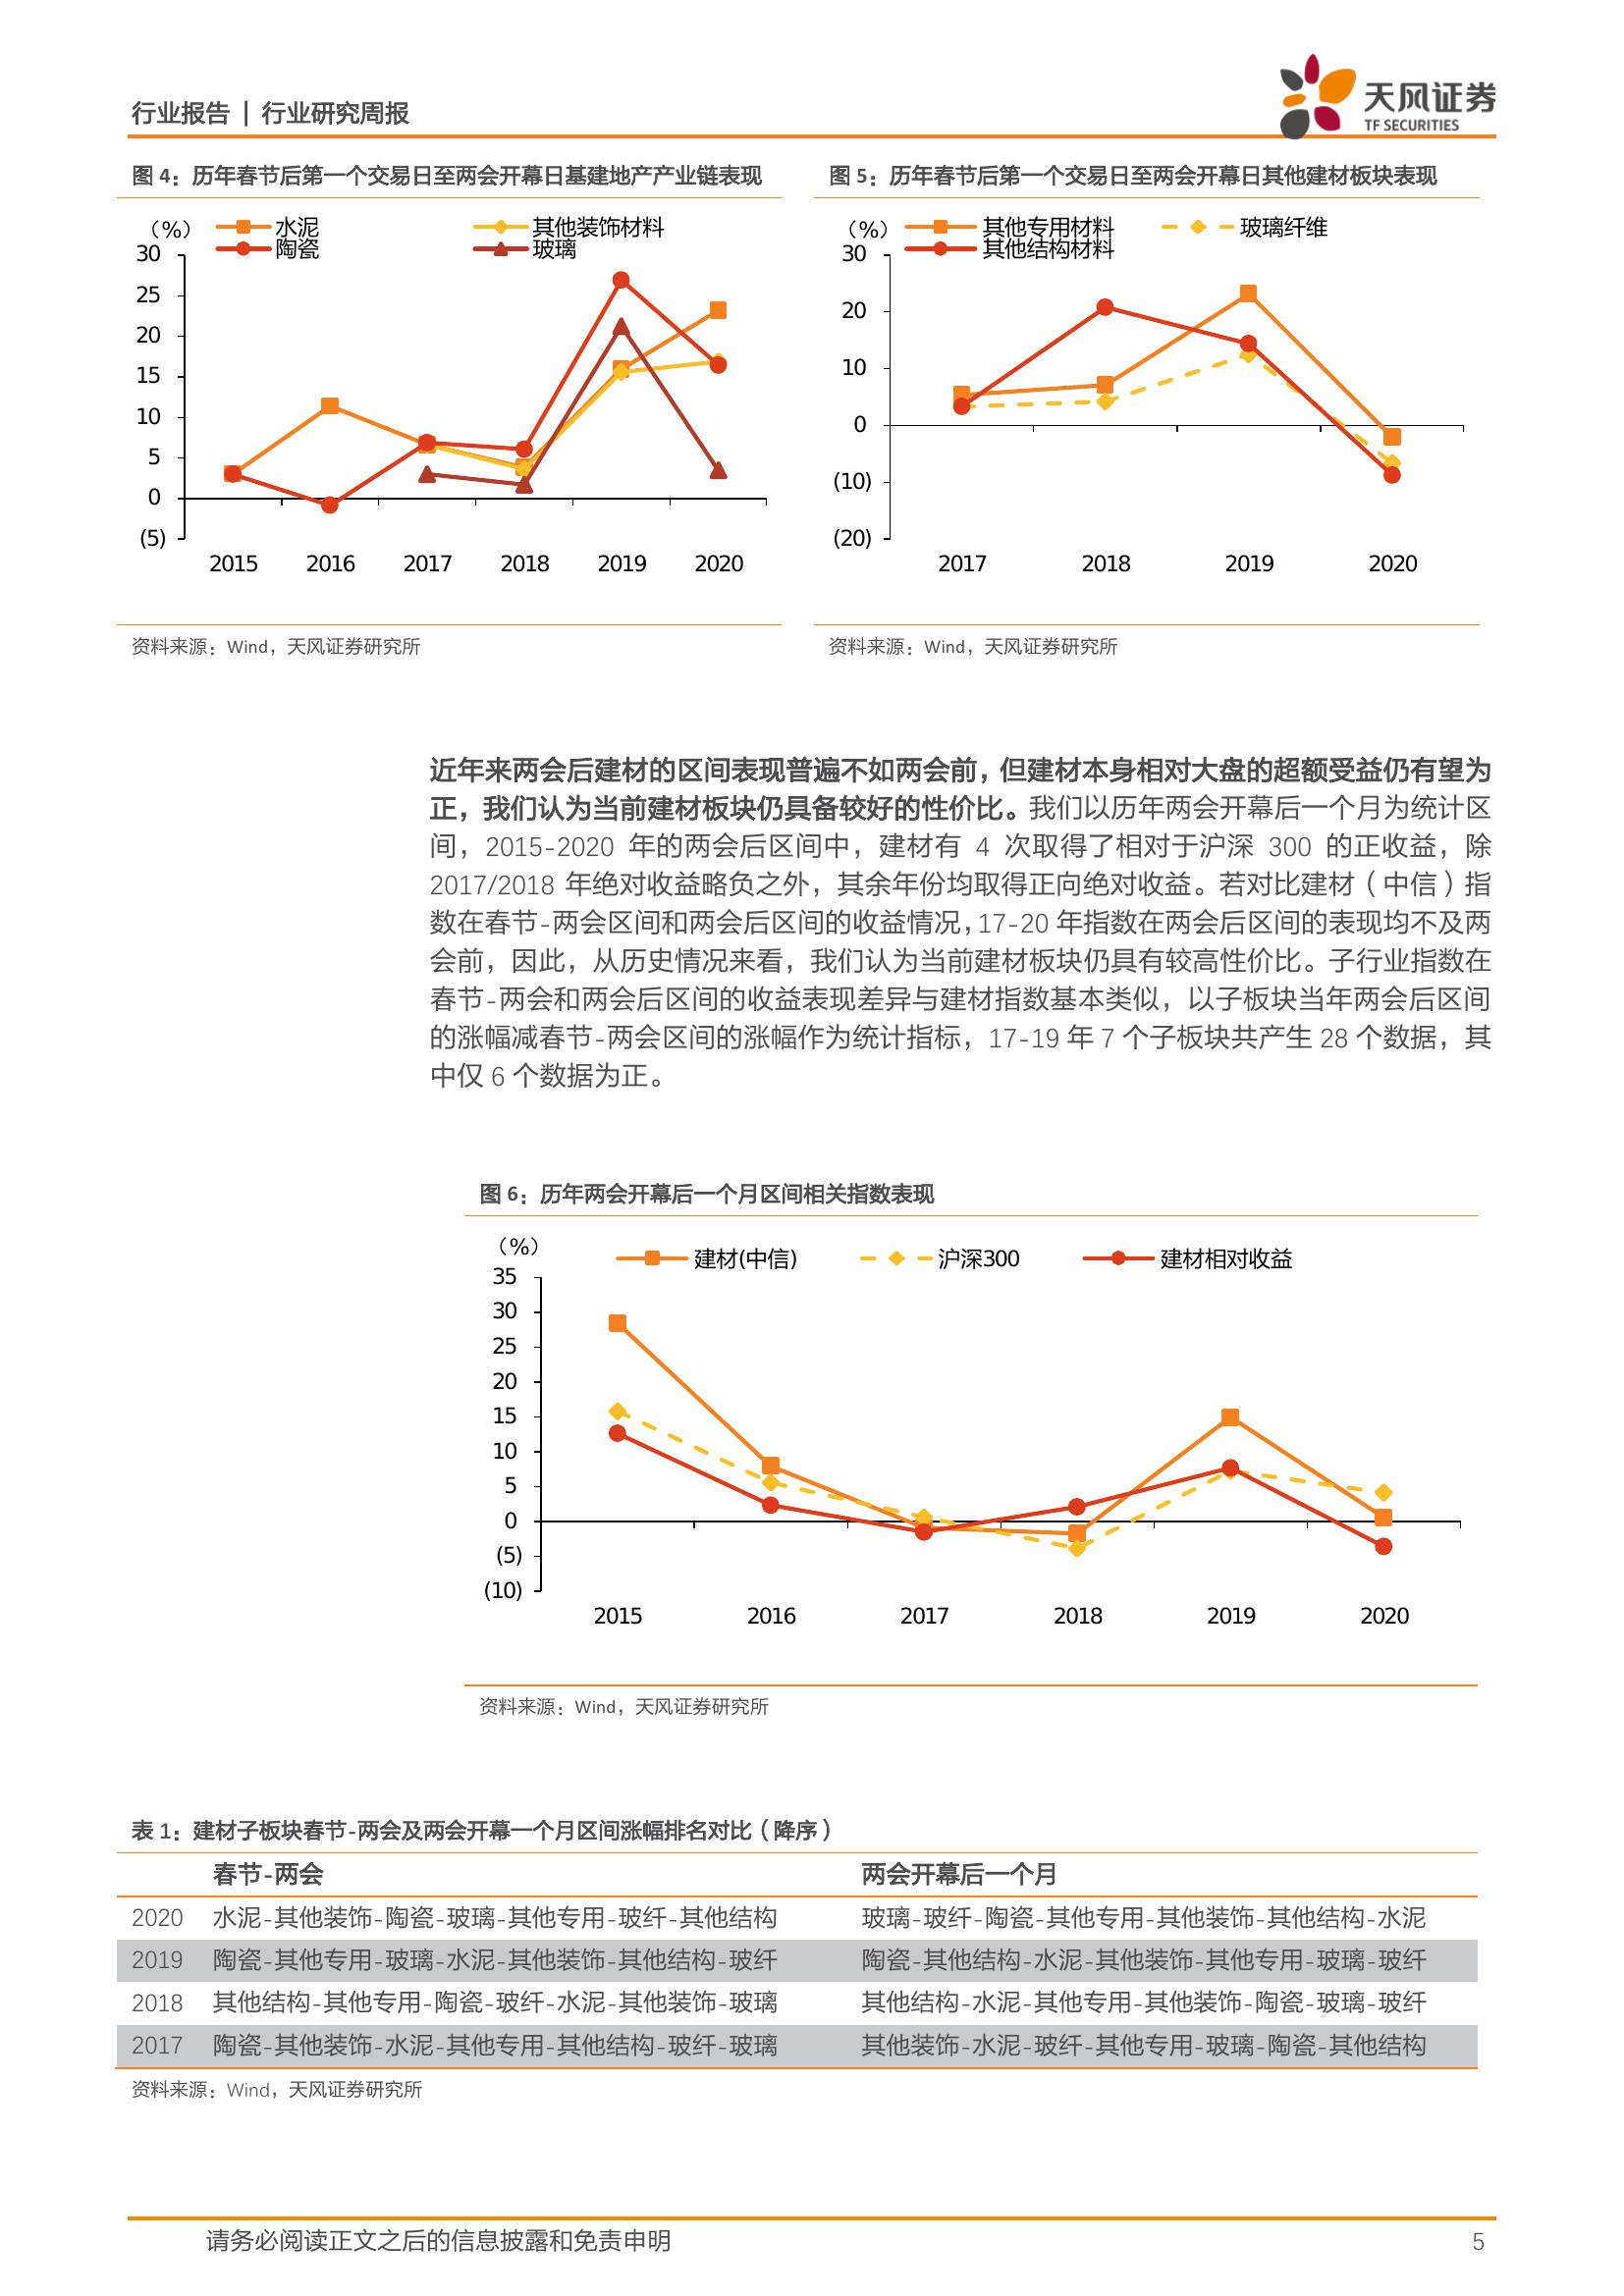 行业报告 | 行业研究周报
天风证券
TF SECURITIES
图 4：历年春节后第一个交易日至两会开幕日基建地产产业链表现
（%）
水泥
其他装饰材料
陶瓷
玻璃
30
25
20
15
10
5
0
(5)
2015 2016 2017 2018 2019 2020
资料来源：Wind，天风证券研究所
图 5：历年春节后第一个交易日至两会开幕日其他建材板块表现
（%）
其他专用材料
玻璃纤维
其他结构材料
30
20
10
0
(10)
(20)
2017 2018 2019 2020
资料来源：Wind，天风证券研究所
近年来两会后建材的区间表现普遍不如两会前，但建材本身相对大盘的超额受益仍有望为
正，我们认为当前建材板块仍具备较好的性价比。我们以历年两会开幕后一个月为统计区
间，2015-2020 年的两会后区间中，建材有 4 次取得了相对于沪深 300 的正收益，除
2017/2018 年绝对收益略负之外，其余年份均取得正向绝对收益。若对比建材（中信）指
数在春节-两会区间和两会后区间的收益情况，17-20 年指数在两会后区间的表现均不及两
会前，因此，从历史情况来看，我们认为当前建材板块仍具有较高性价比。子行业指数在
春节-两会和两会后区间的收益表现差异与建材指数基本类似，以子板块当年两会后区间
的涨幅减春节-两会区间的涨幅作为统计指标，17-19 年 7 个子板块共产生 28 个数据，其
中仅 6 个数据为正。
图 6：历年两会开幕后一个月区间相关指数表现
（%）
建材(中信)
沪深300
建材相对收益
35
30
25
20
15
10
5
0
(5)
(10)
2015 2016 2017 2018 2019 2020
资料来源：Wind，天风证券研究所
表 1：建材子板块春节-两会及两会开幕一个月区间涨幅排名对比（降序）
春节-两会 两会开幕后一个月
2020 水泥-其他装饰-陶瓷-玻璃-其他专用-玻纤-其他结构 玻璃-玻纤-陶瓷-其他专用-其他装饰-其他结构-水泥
2019 陶瓷-其他专用-玻璃-水泥-其他装饰-其他结构-玻纤 陶瓷-其他结构-水泥-其他装饰-其他专用-玻璃-玻纤
2018 其他结构-其他专用-陶瓷-玻纤-水泥-其他装饰-玻璃 其他结构-水泥-其他专用-其他装饰-陶瓷-玻璃-玻纤
2017 陶瓷-其他装饰-水泥-其他专用-其他结构-玻纤-玻璃 其他装饰-水泥-玻纤-其他专用-玻璃-陶瓷-其他结构
资料来源：Wind，天风证券研究所
请务必阅读正文之后的信息披露和免责申明 5